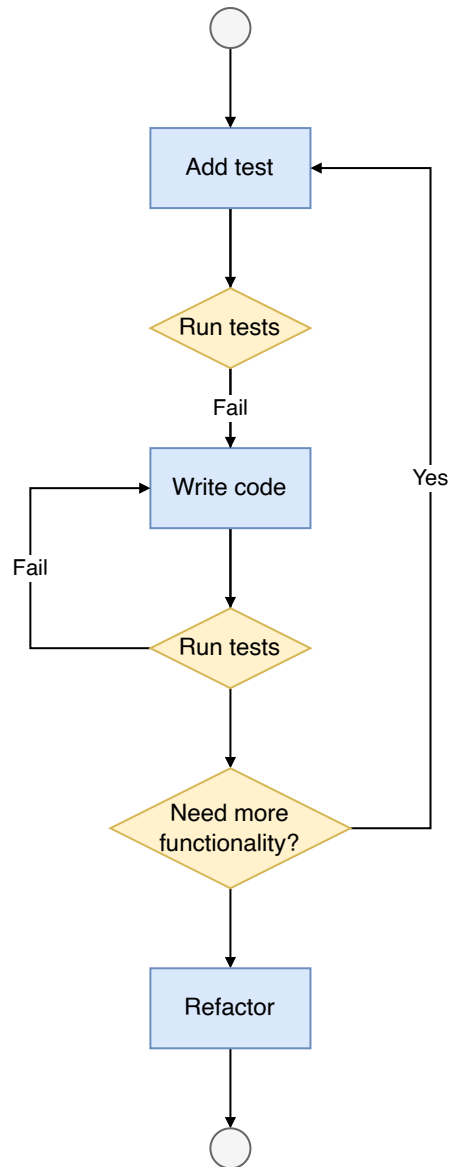 Add test
Run tests
Fail
Write code
Yes
Fail
Run tests
Need more
functionality?
Refactor